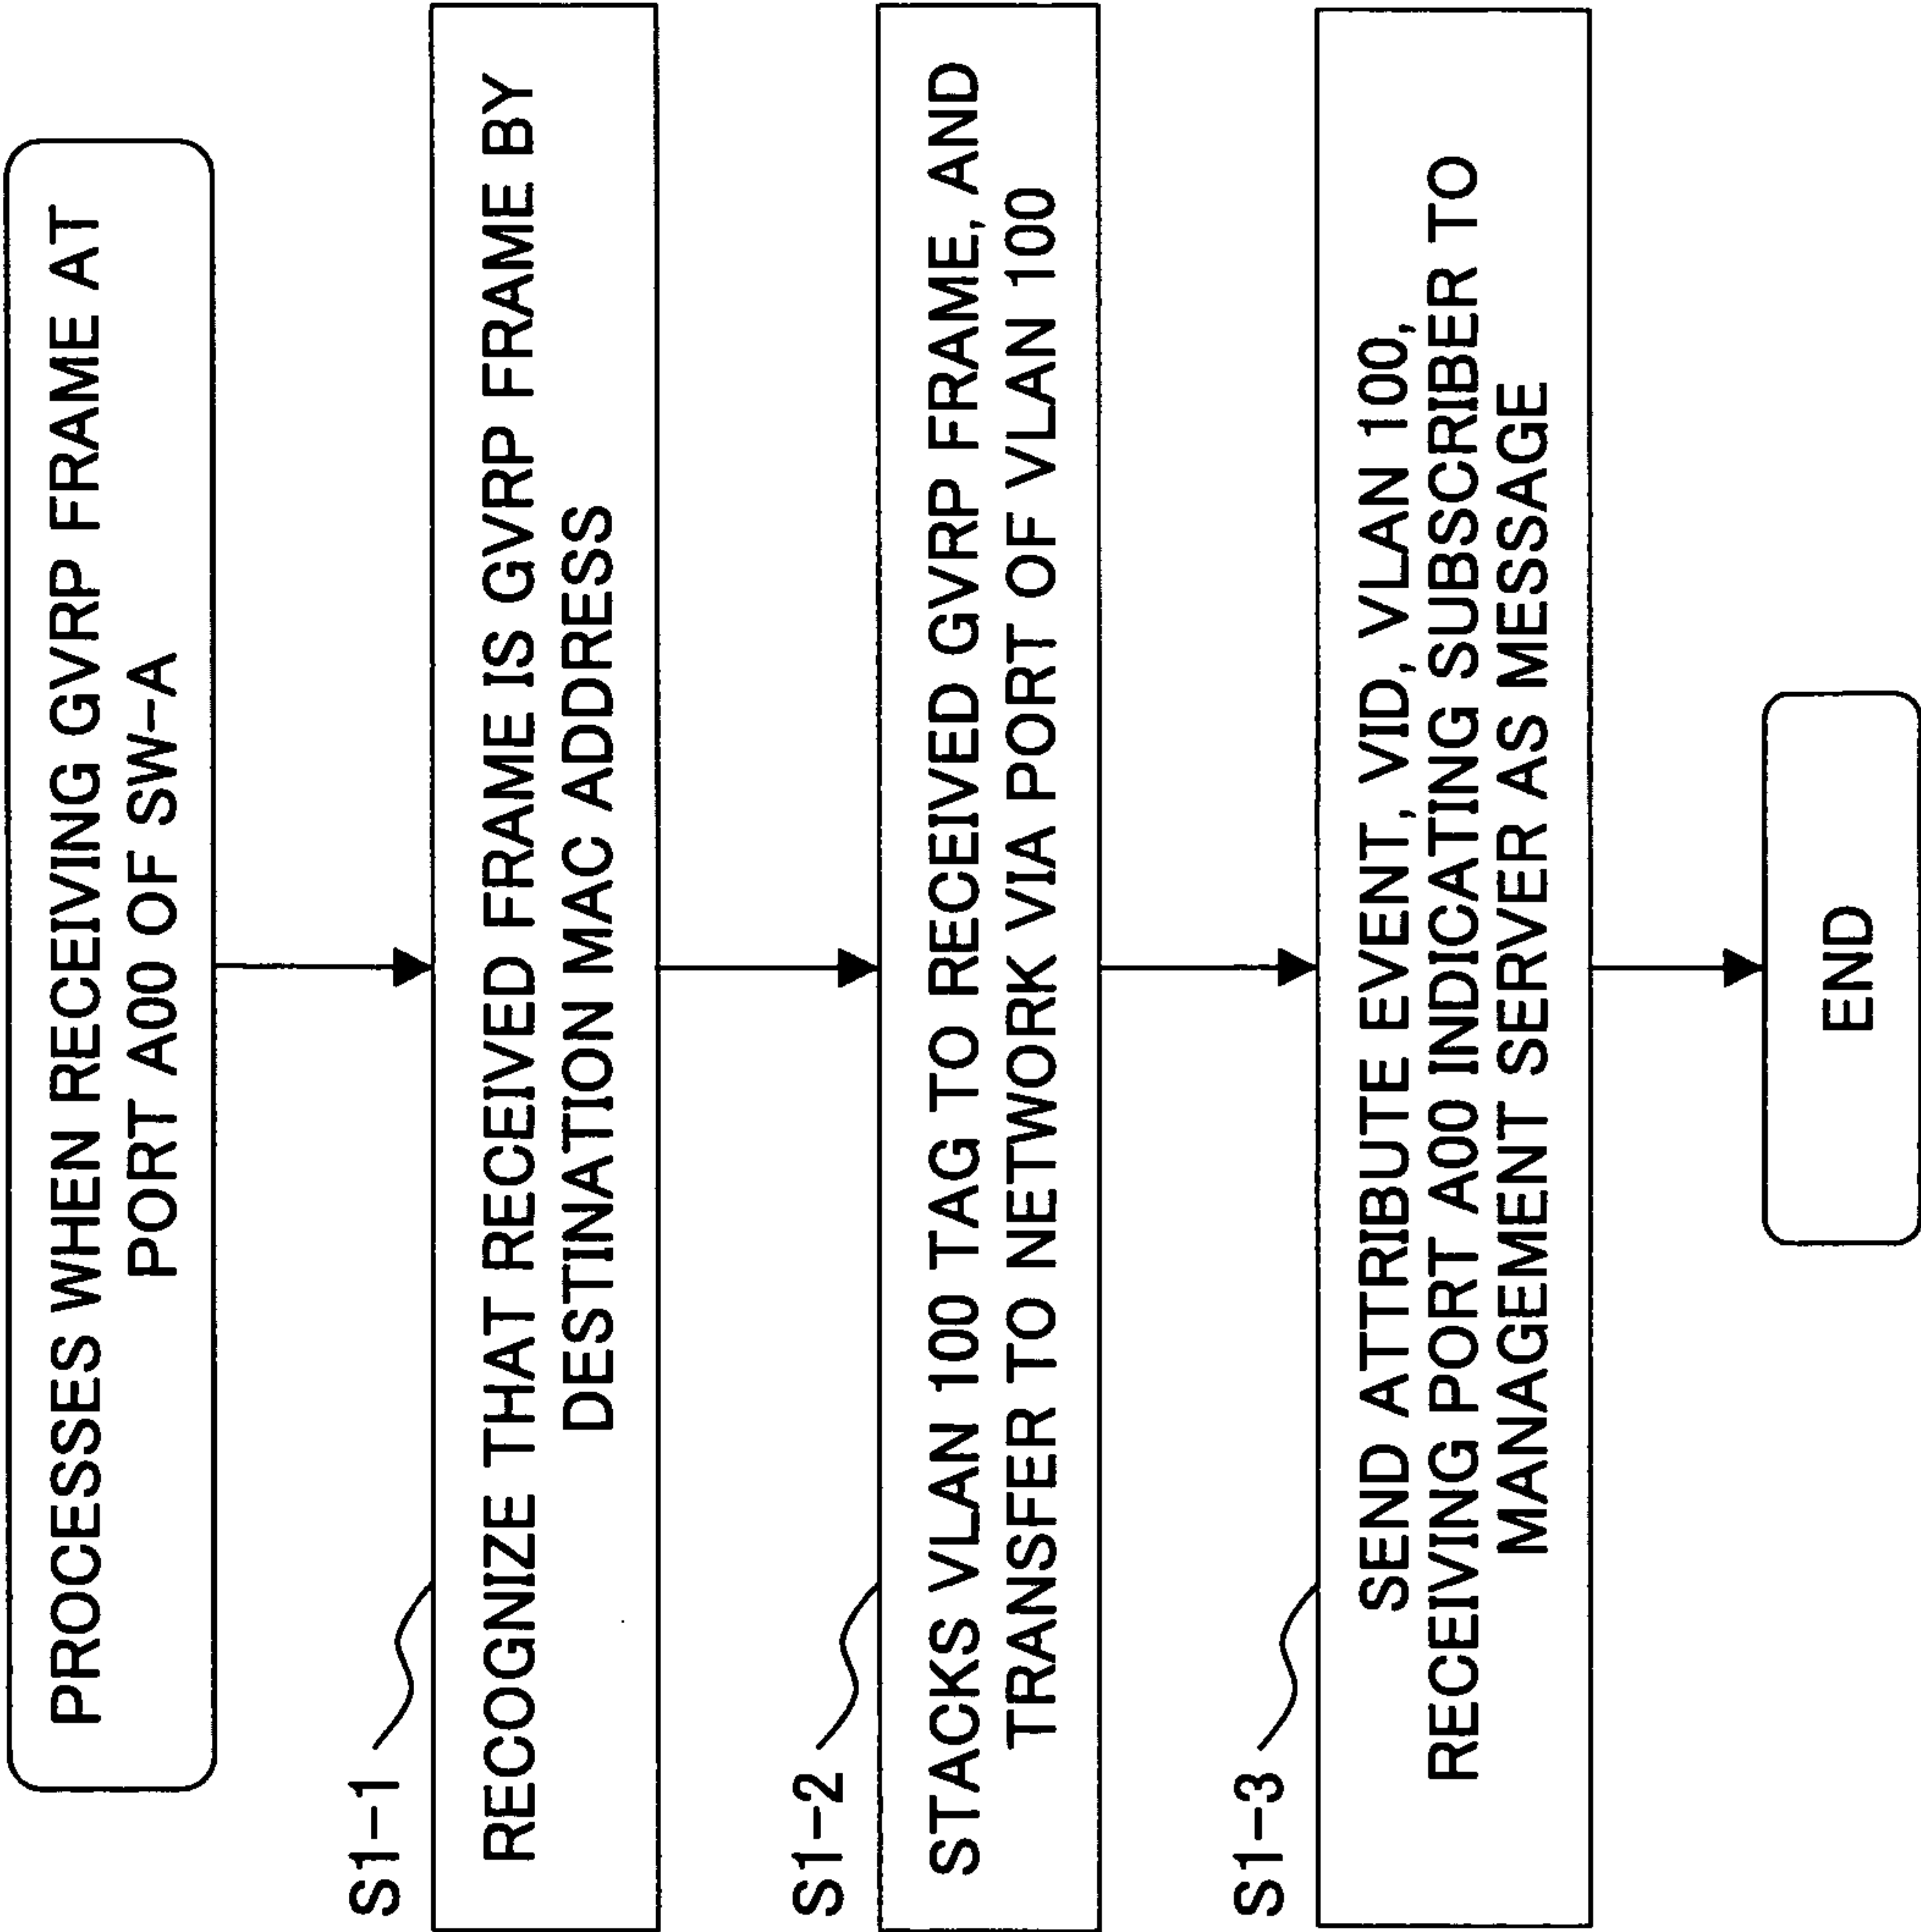 PROCESSES WHEN RECEIVING GVRP FRAME AT
PORT A00 OF SW-A
S1-1
RECOGNIZE THAT RECEIVED FRAME IS GVRP FRAME BY
DESTINATION MAC ADDRESS
S1-2
STACKS VLAN 100 TAG TO RECEIVED GVRP FRAME, AND
TRANSFER TO NETWORK VIA PORT OF VLAN 100
S1-3
SEND ATTRIBUTE EVENT, VID, VLAN 100,
RECEIVING PORT A00 INDICATING SUBSCRIBER TO
MANAGEMENT SERVER AS MESSAGE
END